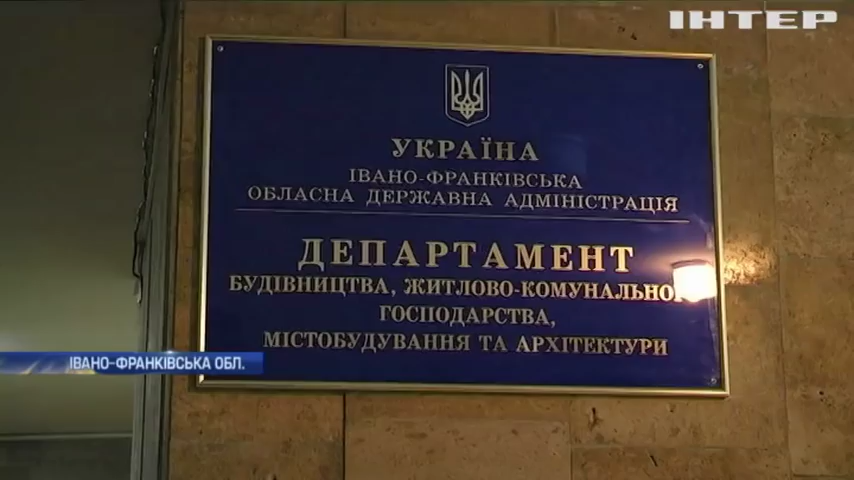 ІНТЕР
УКРАЇНА
ІВАНО-ФРАНКІВСЬКА
ОБЛАСНА ДЕРЖАВНА АДМІНІСТРАЦІЯ
ДЕПАРТАМЕНТ
БУДІВНИЦТВА, ЖИТЛОВО-КОМУНАЛЬНОГО
ГОСПОДАРСТВА,
МІСТОБУДУВАННЯ ТА АРХІТЕКТУРИ
ІВАНО-ФРАНКІВСЬКА ОБЛ.